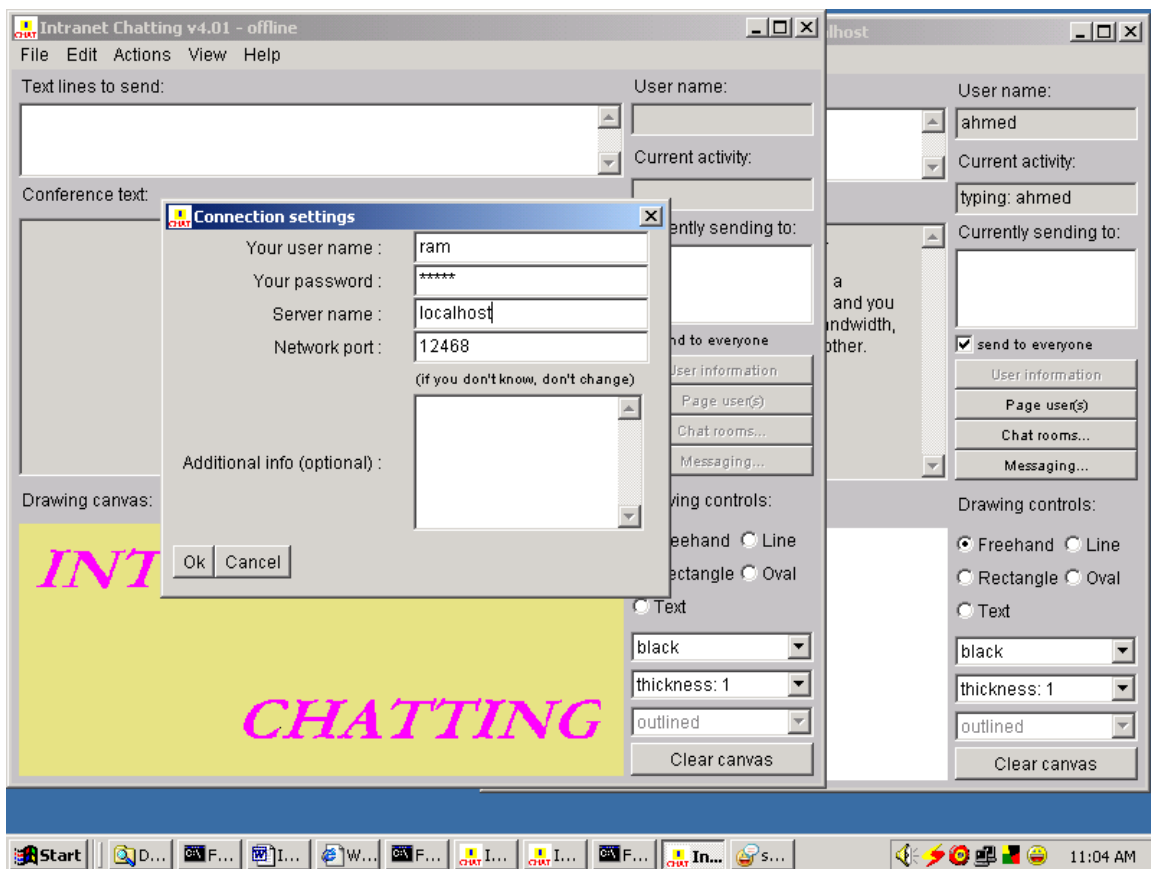 Intranet Chatting v4.01 - offline
File Edit Actions View Help
Text lines to send:
User name:
Current activity:
Conference text:
ently sending to:
nd to everyone
User information
Page user(s)
Chat rooms...
Messaging...
Drawing canvas:
ving controls:
eehand Line
ectangle Oval
Text
black
thickness: 1
outlined
Clear canvas
INT
CHATTING
Connection settings
Your user name : ram
Your password : *****
Server name : localhost
Network port : 12468
(if you don't know, don't change)
Additional info (optional) :
Ok Cancel
lhost
User name:
ahmed
Current activity:
typing: ahmed
Currently sending to:
a
and you
ndwidth,
other.
send to everyone
User information
Page user(s)
Chat rooms...
Messaging...
Drawing controls:
Freehand Line
Rectangle Oval
Text
black
thickness: 1
outlined
Clear canvas
Start D... F... I... W... F... I... I... F... In... s... 11:04 AM